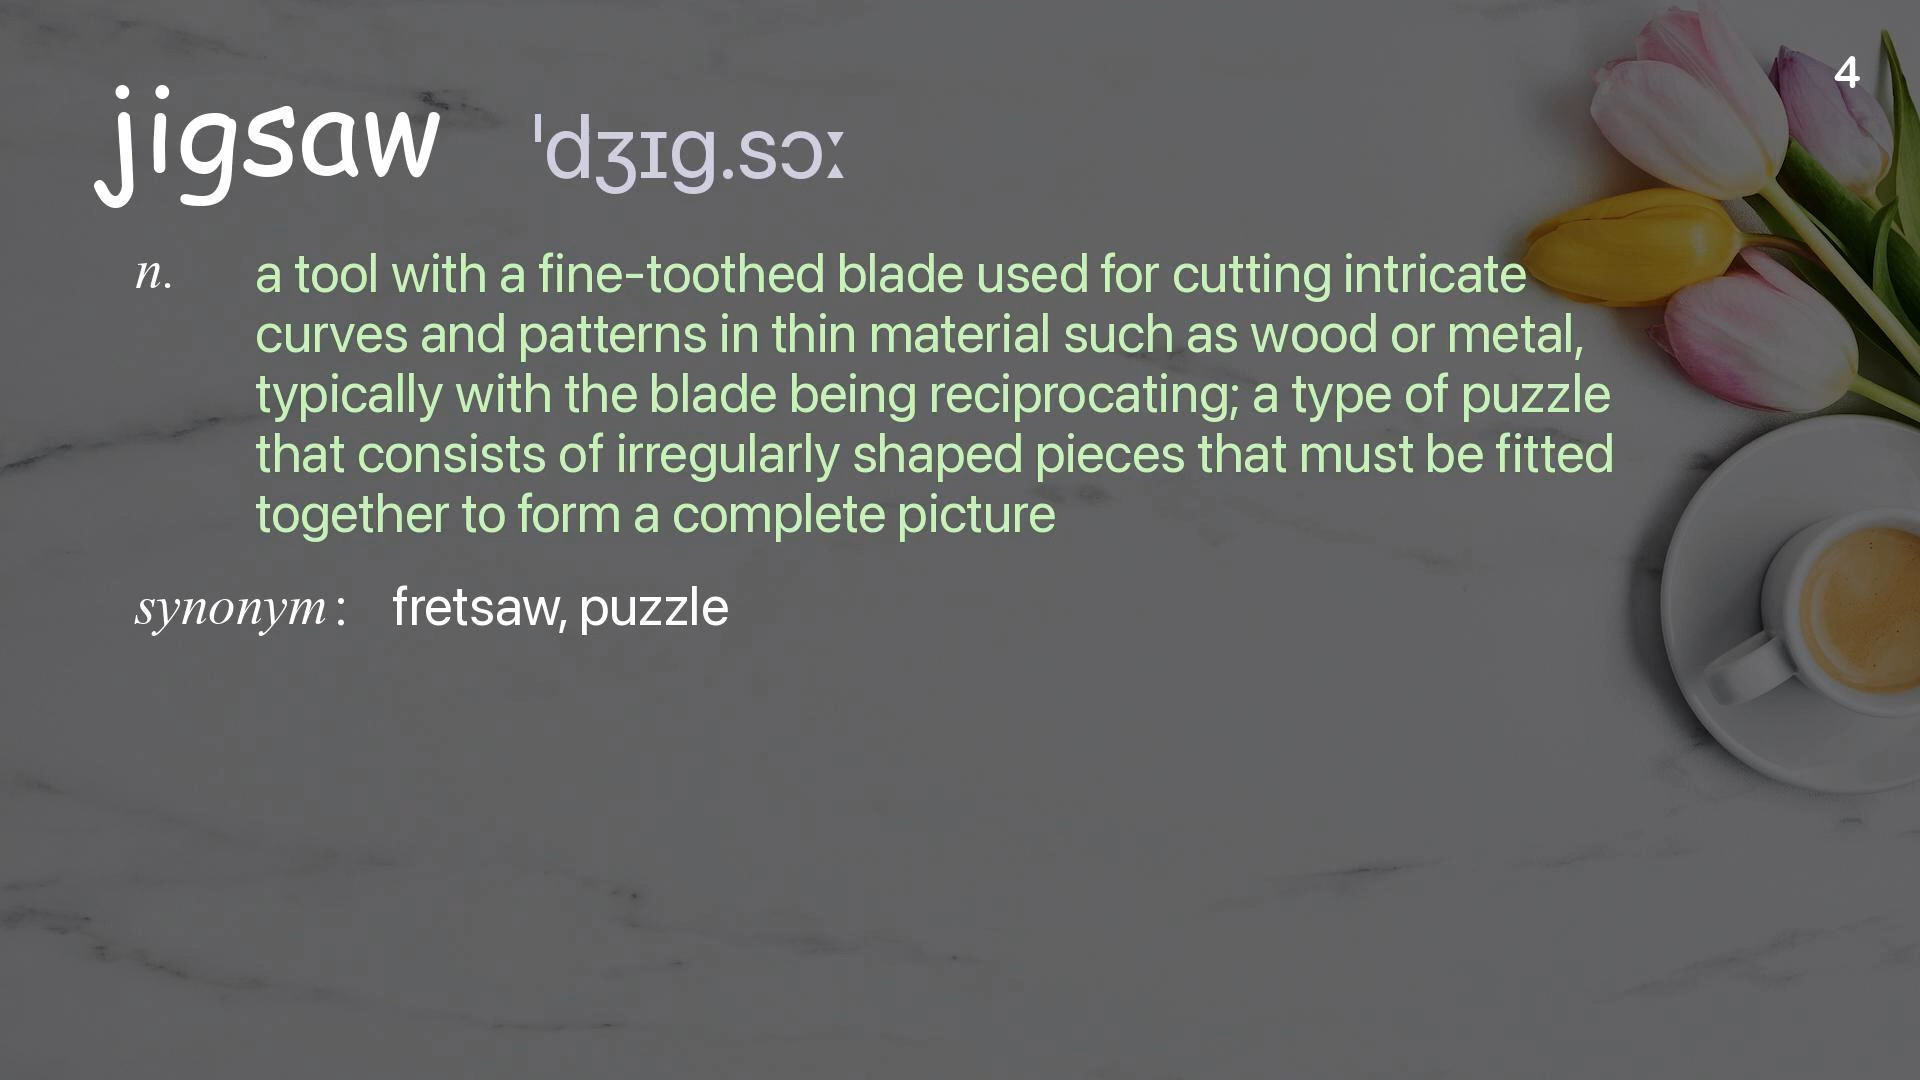 4
jigsaw ˈdʒɪg.sɔː
n. a tool with a fine-toothed blade used for cutting intricate
curves and patterns in thin material such as wood or metal,
typically with the blade being reciprocating; a type of puzzle
that consists of irregularly shaped pieces that must be fitted
together to form a complete picture
synonym : fretsaw, puzzle